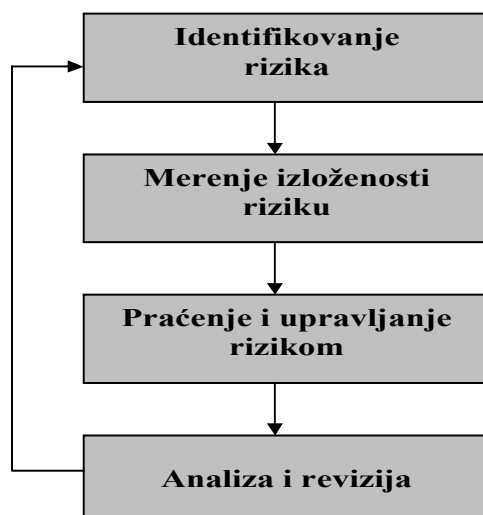 Identifikovanje
rizika
Merenje izloženosti
riziku
Praćenje i upravljanje
rizikom
Analiza i revizija